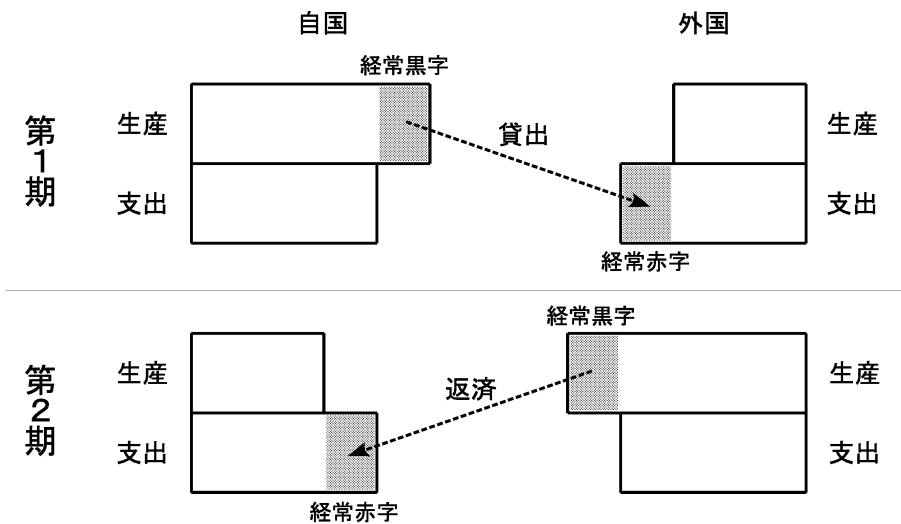 自国
外国
経常黒字
第1期
生産
貸出
生産
支出
支出
経常赤字
経常黒字
第2期
生産
返済
生産
支出
支出
経常赤字